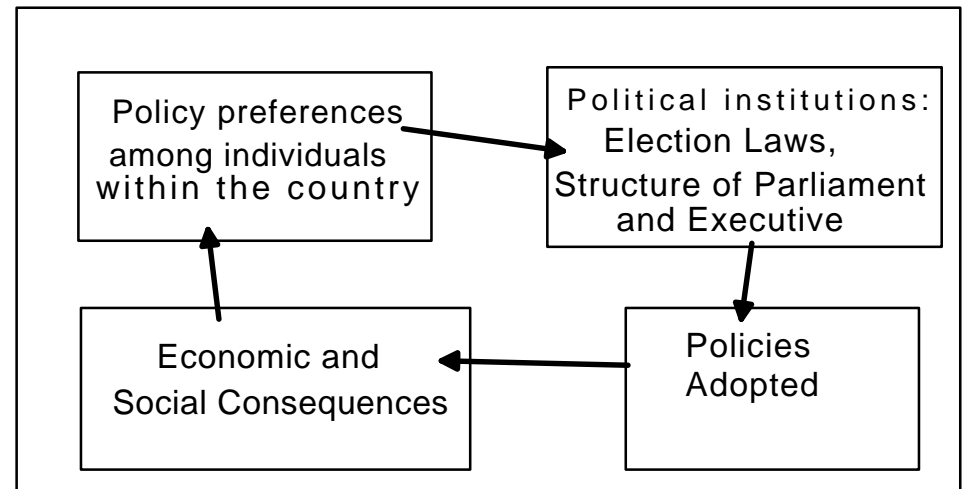 Policy preferences
among individuals
within the country
Political institutions:
Election Laws,
Structure of Parliament
and Executive
Economic and
Social Consequences
Policies
Adopted